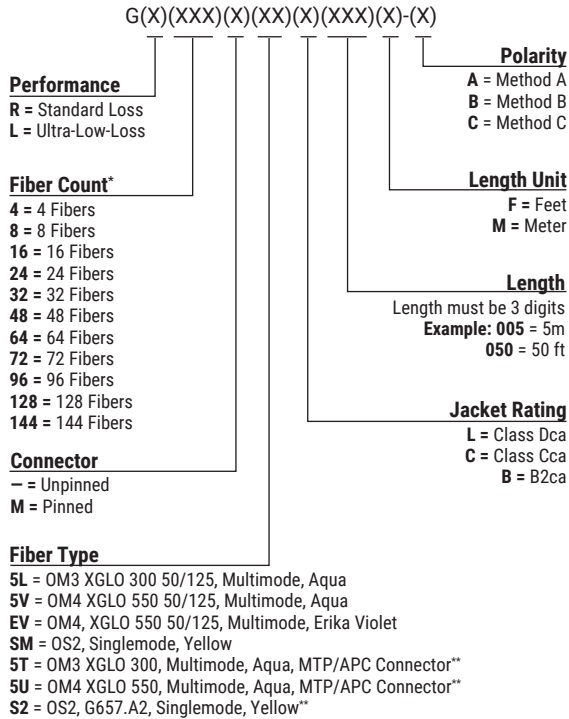 G(X)(XXX)(X)(XX)(X)(XXX)(X)-(X)
Performance
R = Standard Loss
L = Ultra-Low-Loss
Fiber Count*
4 = 4 Fibers
8 = 8 Fibers
16 = 16 Fibers
24 = 24 Fibers
32 = 32 Fibers
48 = 48 Fibers
64 = 64 Fibers
72 = 72 Fibers
96 = 96 Fibers
128 = 128 Fibers
144 = 144 Fibers
Connector
— = Unpinned
M = Pinned
Fiber Type
5L = OM3 XGLO 300 50/125, Multimode, Aqua
5V = OM4 XGLO 550 50/125, Multimode, Aqua
EV = OM4, XGLO 550 50/125, Multimode, Erika Violet
SM = OS2, Singlemode, Yellow
5T = OM3 XGLO 300, Multimode, Aqua, MTP/APC Connector**
5U = OM4 XGLO 550, Multimode, Aqua, MTP/APC Connector**
S2 = OS2, G657.A2, Singlemode, Yellow**
Polarity
A = Method A
B = Method B
C = Method C
Length Unit
F = Feet
M = Meter
Length
Length must be 3 digits
Example: 005 = 5m
050 = 50 ft
Jacket Rating
L = Class Dca
C = Class Cca
B = B2ca